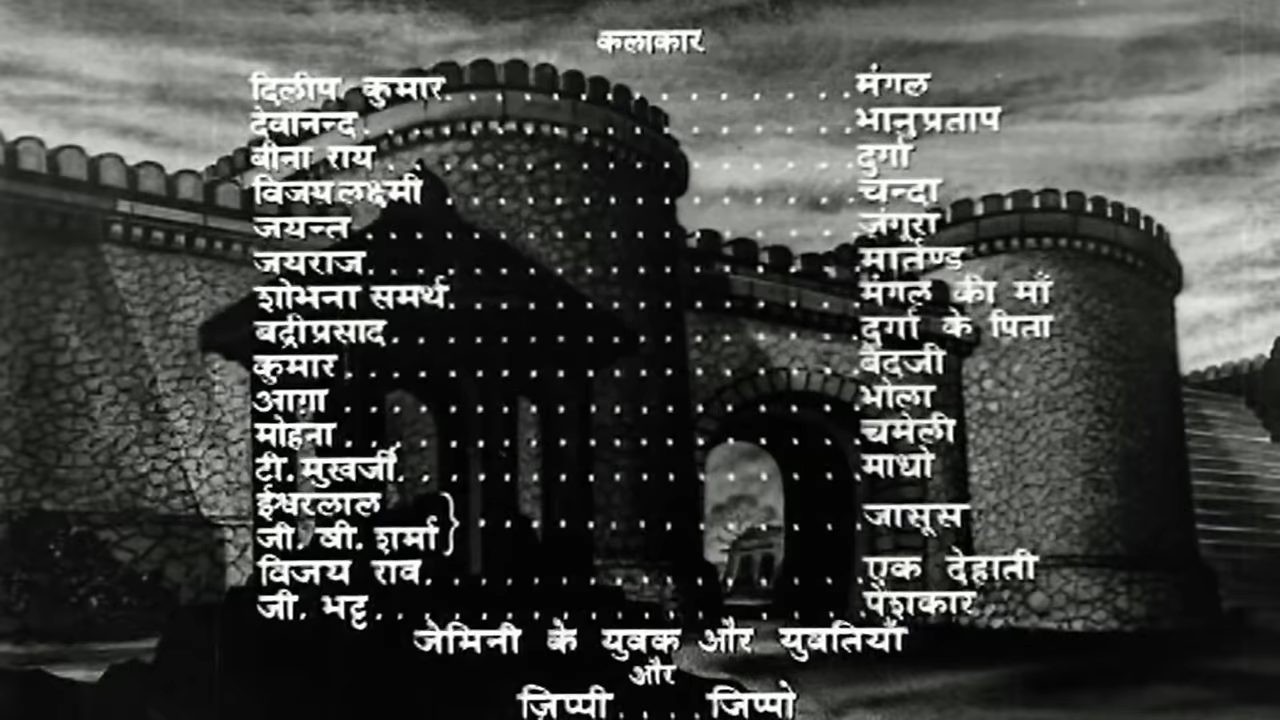 कलाकार
दिलीप कुमार. . . . . . . . . . . . . . . .मंगल
देवानन्द. . . . . . . . . . . . . . . . . .भानुप्रताप
बीना राय . . . . . . . . . . . . . . . . . .दुर्गा
विजयलक्ष्मी . . . . . . . . . . . . . . . .चन्दा
जयन्त . . . . . . . . . . . . . . . . . . .ज़ंगूरा
जयराज. . . . . . . . . . . . . . . . . . .मार्तण्ड
शोभना समर्थ. . . . . . . . . . . . . . . .मंगल की माँ
बद्रीप्रसाद. . . . . . . . . . . . . . . . . .दुर्गा के पिता
कुमार. . . . . . . . . . . . . . . . . . . .बैदजी
आग़ा . . . . . . . . . . . . . . . . . . . .भोला
मोहना . . . . . . . . . . . . . . . . . . .चमेली
टी. मुखर्जी. . . . . . . . . . . . . . . . . .माधो
ईश्वरलाल
जी. वी. शर्मा} . . . . . . . . . . . . . . .जासूस
विजय राव. . . . . . . . . . . . . . . . .एक देहाती
जी. भट्ट. . . . . . . . . . . . . . . . . . .पेशकार
जेमिनी के युवक और युवतियाँ
और
ज़िप्पी. . . .जिप्पो